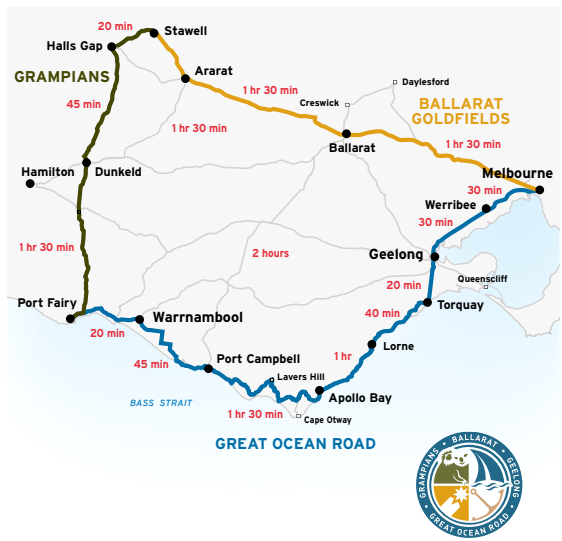 20 min
Stawell
Halls Gap
GRAMPIANS
Ararat
45 min
1 hr 30 min
Daylesford
Creswick
BALLARAT
GOLDFIELDS
1 hr 30 min
Ballarat
1 hr 30 min
Hamilton
Dunkeld
Melbourne
30 min
Werribee
30 min
1 hr 30 min
2 hours
Geelong
Queenscliff
20 min
Port Fairy
Torquay
Warrnambool
40 min
20 min
Lorne
45 min
Port Campbell
1 hr
Lavers Hill
Apollo Bay
BASS STRAIT
1 hr 30 min
Cape Otway
GREAT OCEAN ROAD
GRAMPIANS • BALLARAT • GEELONG
• GREAT OCEAN ROAD •